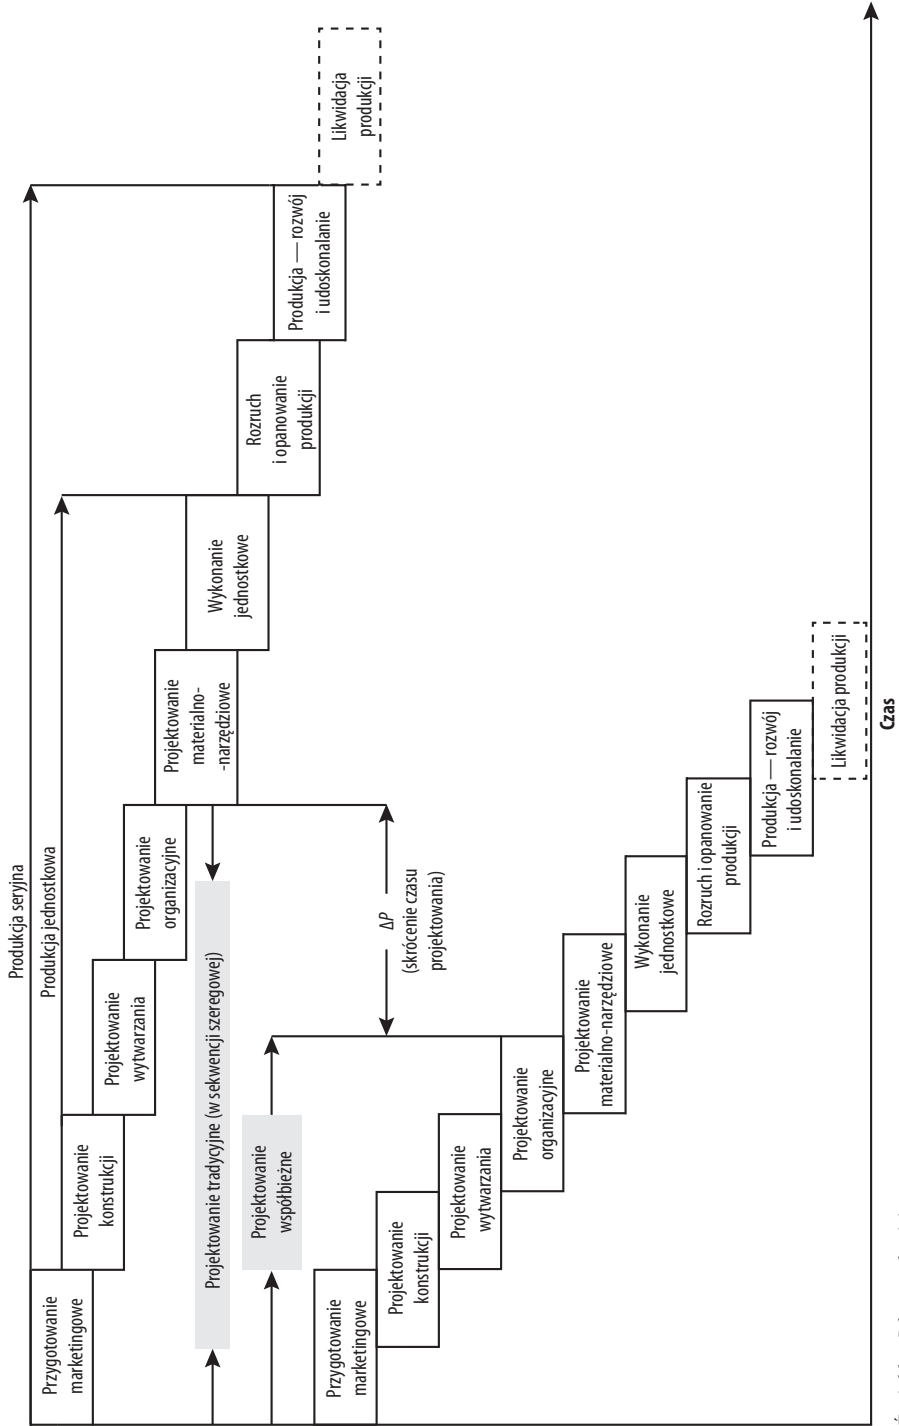 Produkcja seryjna
Produkcja jednostkowa
Przygotowanie
marketingowe
Projektowanie
konstrukcji
Projektowanie
wytwarzania
Projektowanie
organizacyjne
Projektowanie
materialno-
-narzędziowe
Wykonanie
jednostkowe
Rozruch
i opanowanie
produkcji
Produkcja — rozwój
i udoskonalanie
Likwidacja
produkcji
Projektowanie tradycyjne (w sekwencji szeregowej)
Projektowanie
współbieżne
ΔP
(skrócenie czasu
projektowania)
Przygotowanie
marketingowe
Projektowanie
konstrukcji
Projektowanie
wytwarzania
Projektowanie
organizacyjne
Projektowanie
materialno-narzędziowe
Wykonanie
jednostkowe
Rozruch i opanowanie
produkcji
Produkcja — rozwój
i udoskonalanie
Likwidacja produkcji
Czas